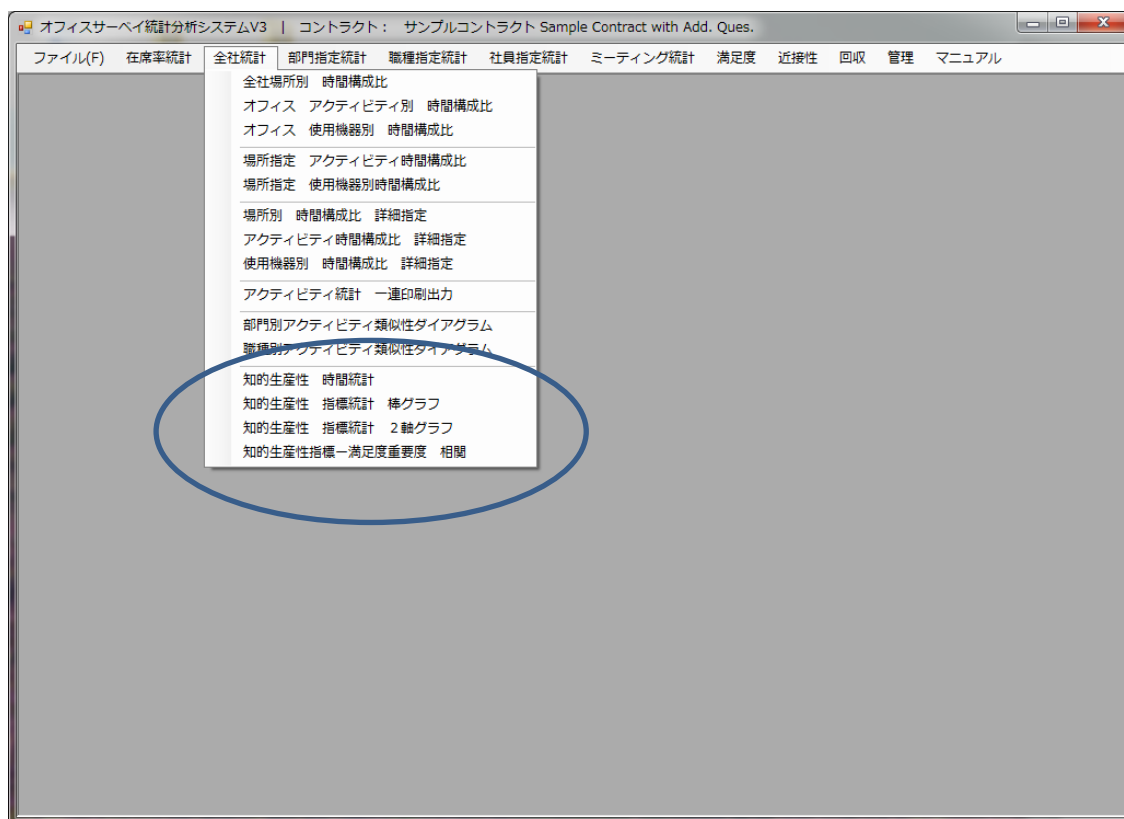 オフィスサーベイ統計分析システムV3 | コントラクト： サンプルコントラクト Sample Contract with Add. Ques.
ファイル(F) 在席率統計 全社統計 部門指定統計 職種指定統計 社員指定統計 ミーティング統計 満足度 近接性 回収 管理 マニュアル
全社場所別 時間構成比
オフィス アクティビティ別 時間構成比
オフィス 使用機器別 時間構成比
場所指定 アクティビティ時間構成比
場所指定 使用機器別時間構成比
場所別 時間構成比 詳細指定
アクティビティ時間構成比 詳細指定
使用機器別 時間構成比 詳細指定
アクティビティ統計 一連印刷出力
部門別アクティビティ類似性ダイアグラム
職種別アクティビティ類似性ダイアグラム
知的生産性 時間統計
知的生産性 指標統計 棒グラフ
知的生産性 指標統計 ２軸グラフ
知的生産性指標ー満足度重要度 相関